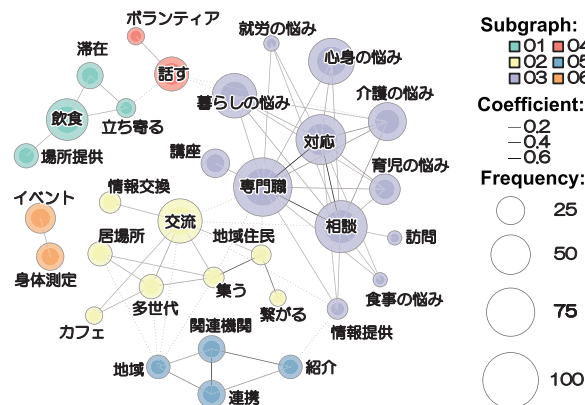 ボランティア
滞在
話す
飲食
立ち寄る
場所提供
就労の悩み
心身の悩み
暮らしの悩み
介護の悩み
対応
講座
専門職
育児の悩み
相談
訪問
食事の悩み
情報提供
イベント
身体測定
情報交換
交流
居場所
地域住民
多世代
集う
カフェ
繋がる
関連機関
地域
紹介
連携
Subgraph:
01 04
02 05
03 06
Coefficient:
0.2
0.4
0.6
Frequency:
25
50
75
100